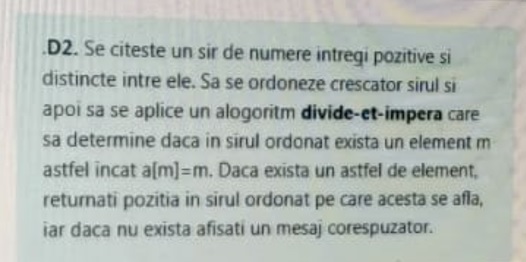 .D2. Se citeste un sir de numere intregi pozitive si
distincte intre ele. Sa se ordoneze crescator sirul si
apoi sa se aplice un alogoritm divide-et-impera care
sa determine daca in sirul ordonat exista un element m
astfel incat a[m]=m. Daca exista un astfel de element,
returnati pozitia in sirul ordonat pe care acesta se afla,
iar daca nu exista afisati un mesaj corespuzator.